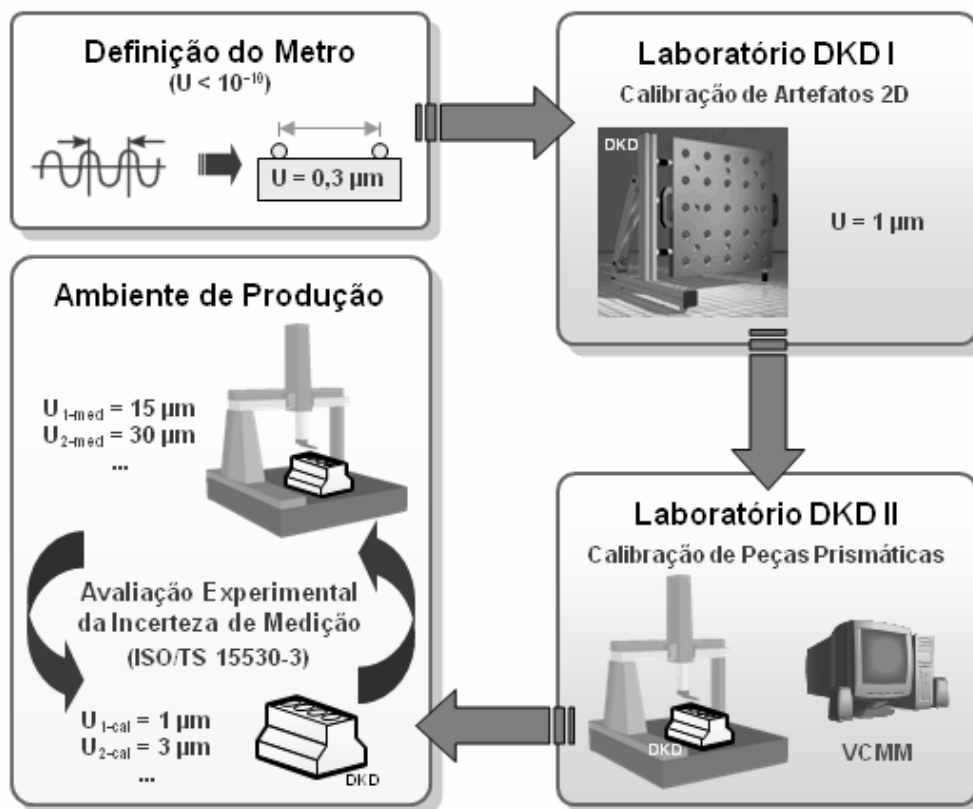 Definição do Metro
(U < 10⁻¹⁰)
U = 0,3 µm
Laboratório DKD I
Calibração de Artefatos 2D
DKD
U = 1 µm
Laboratório DKD II
Calibração de Peças Prismáticas
DKD
VCMM
Ambiente de Produção
U1-med = 15 µm
U2-med = 30 µm
...
Avaliação Experimental
da Incerteza de Medição
(ISO/TS 15530-3)
U1-cal = 1 µm
U2-cal = 3 µm
...
DKD